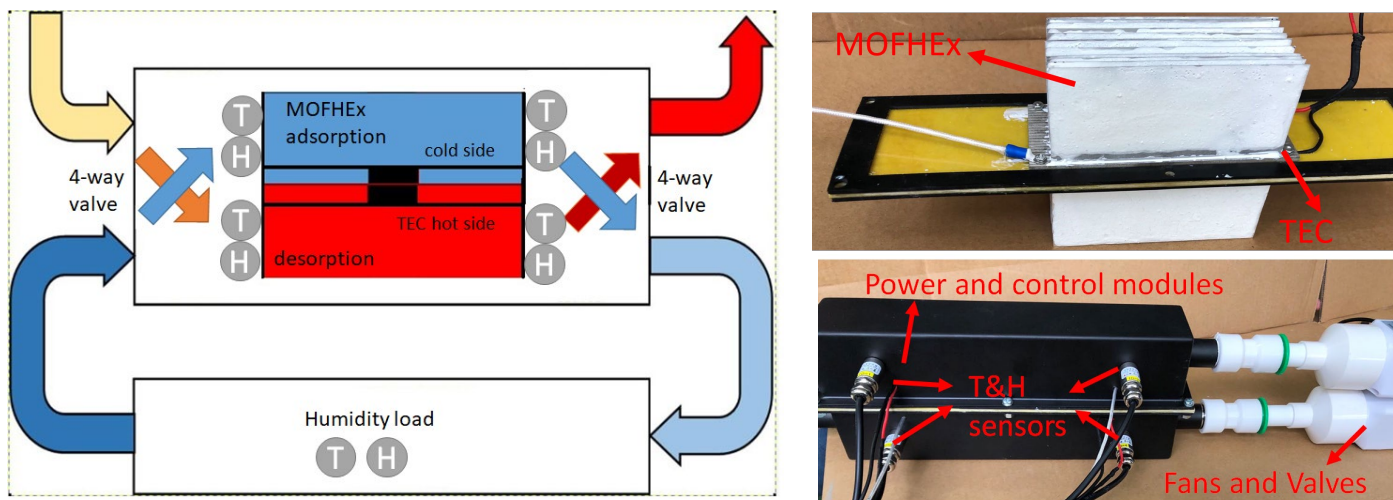 T
MOFHEx
T
adsorption
H
H
cold side
4-way
valve
4-way
valve
T
TEC hot side
T
H
desorption
H
Humidity load
T H
MOFHEx
TEC
Power and control modules
T&H
sensors
Fans and Valves